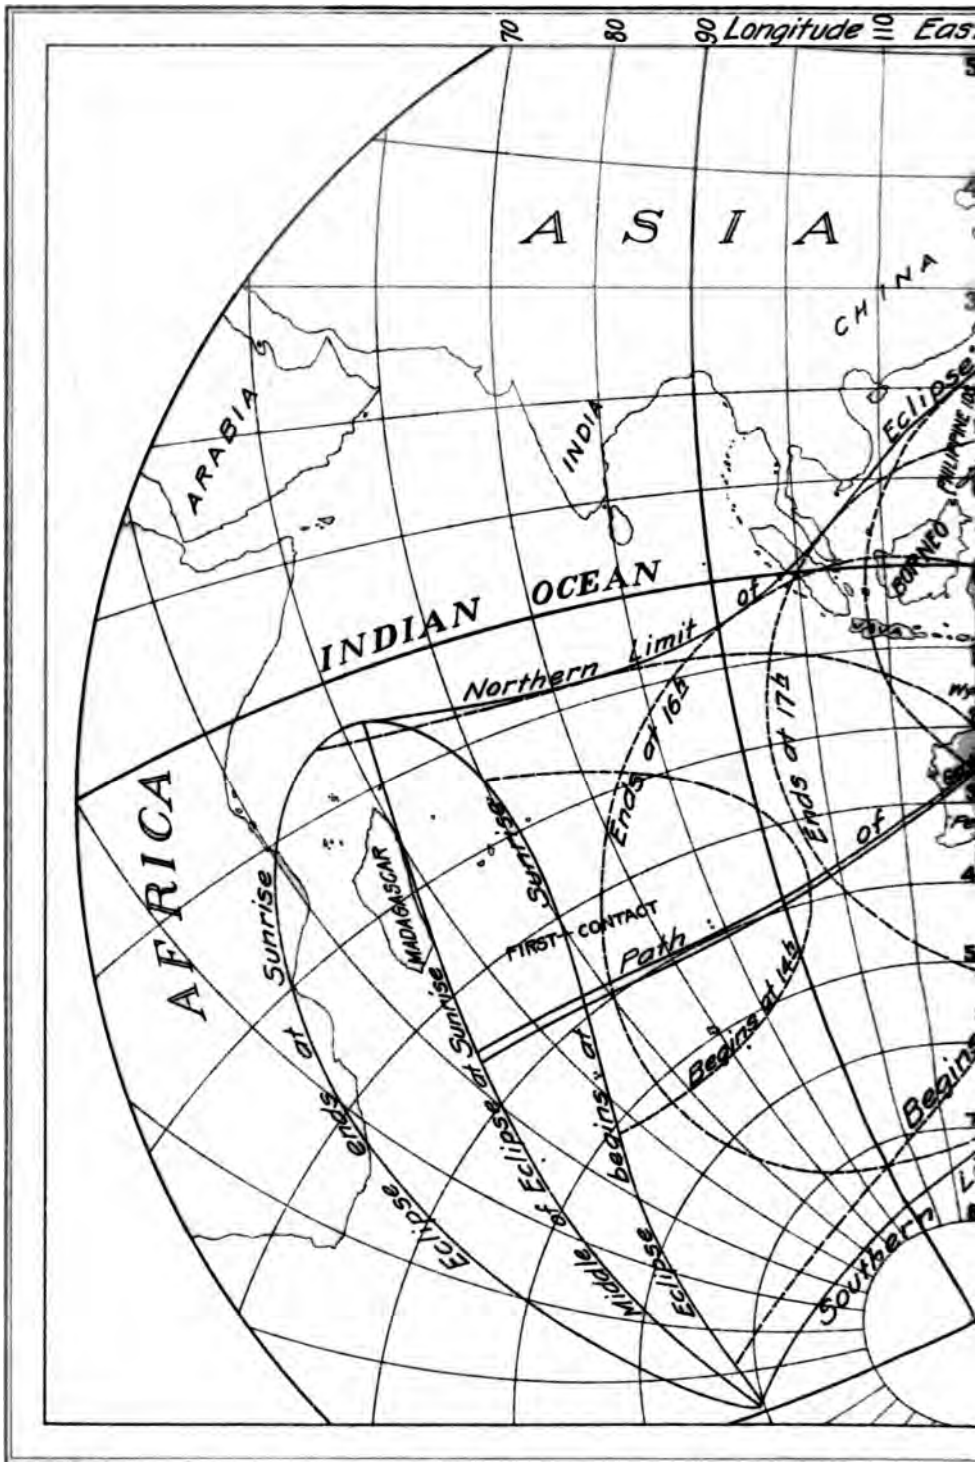 70
80
90
Longitude
110
East
A S I A
CHINA
ARABIA
INDIA
Eclipse
PHILIPPINE
BORNEO
JAVA
INDIAN OCEAN
Northern Limit of
Ends at 16h
Ends at 17h
AFRICA
MADAGASCAR
Eclipse ends at Sunrise
Middle of Eclipse at Sunrise
Eclipse begins at Sunrise
FIRST CONTACT
Path of
Begins at 14h
Begins
Southern